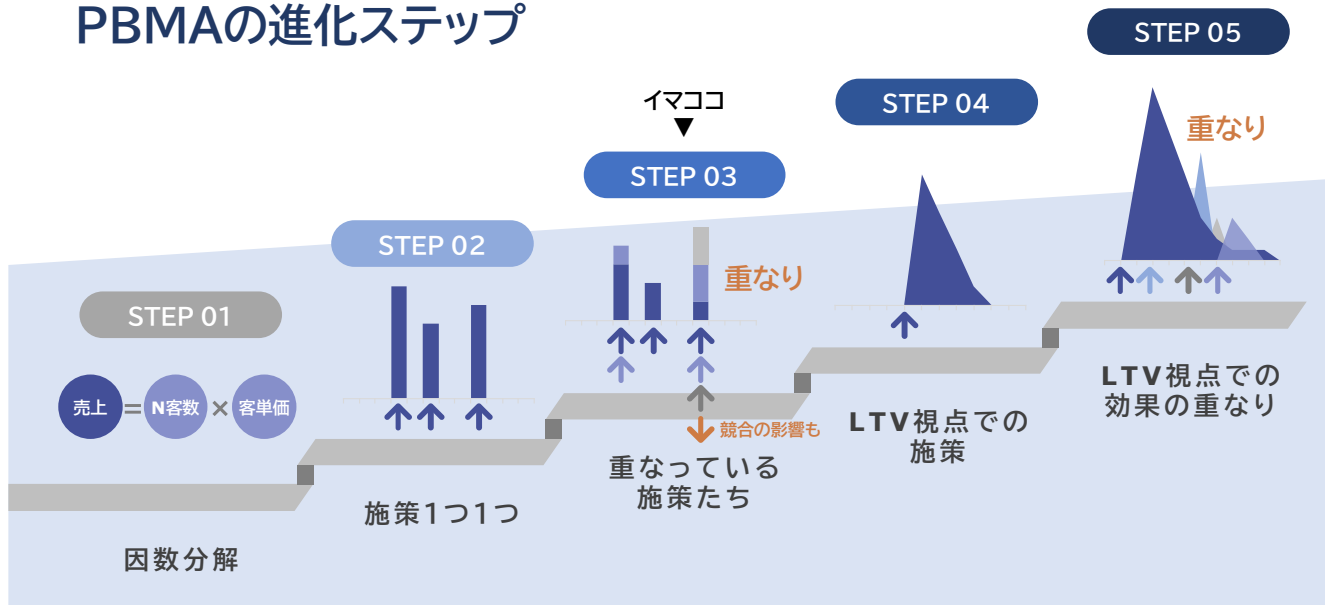 PBMAの進化ステップ
STEP 01
売上 = N客数 × 客単価
因数分解
STEP 02
施策1つ1つ
イマココ
▼
STEP 03
重なり
競合の影響も
重なっている
施策たち
STEP 04
LTV視点での
施策
STEP 05
重なり
LTV視点での
効果の重なり